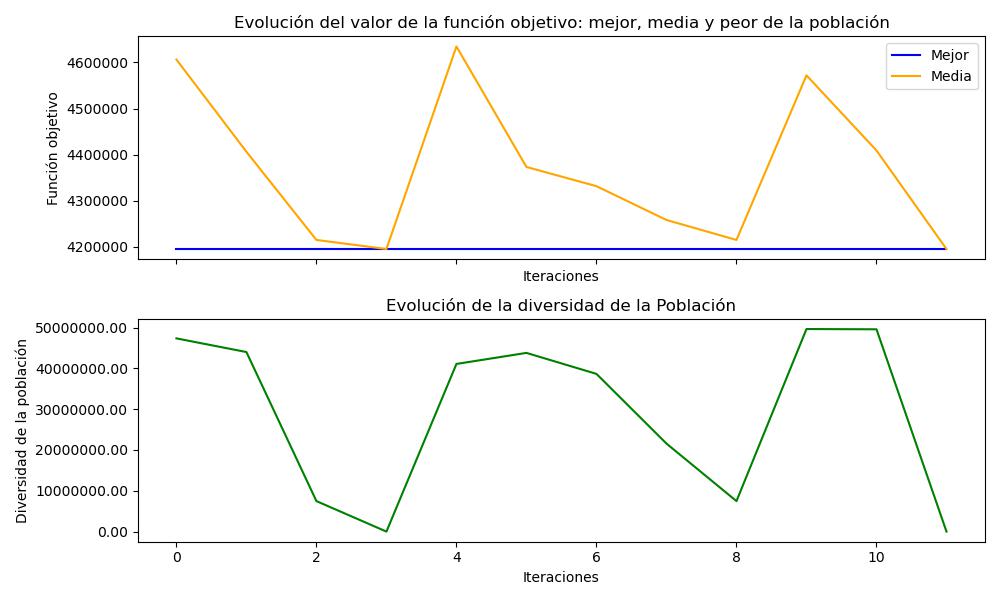 Evolución del valor de la función objetivo: mejor, media y peor de la población
Función objetivo
4600000
4500000
4400000
4300000
4200000
Mejor
Media
Iteraciones
Evolución de la diversidad de la Población
Diversidad de la población
50000000.00
40000000.00
30000000.00
20000000.00
10000000.00
0.00
0 2 4 6 8 10
Iteraciones